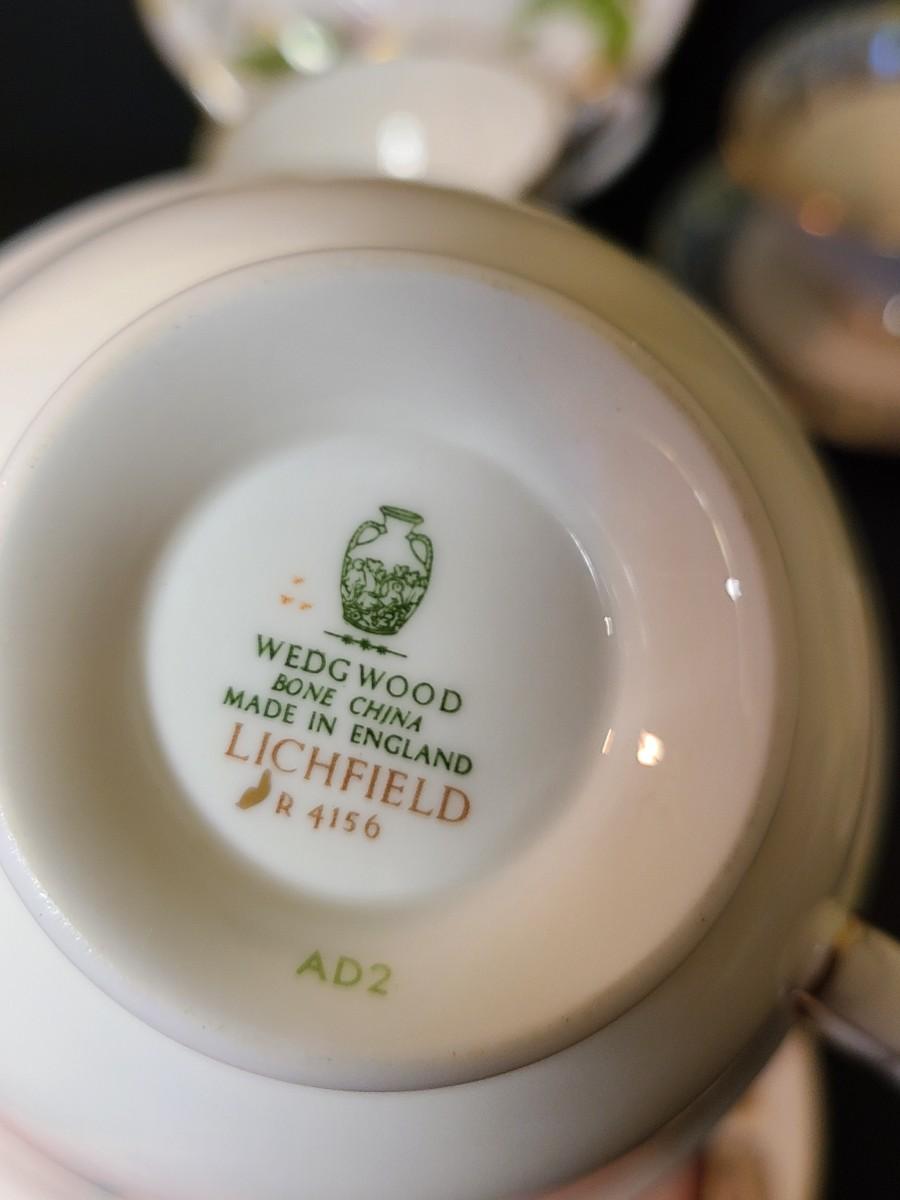 WEDGWOOD
BONE CHINA
MADE IN ENGLAND
LICHFIELD
R 4156
AD2